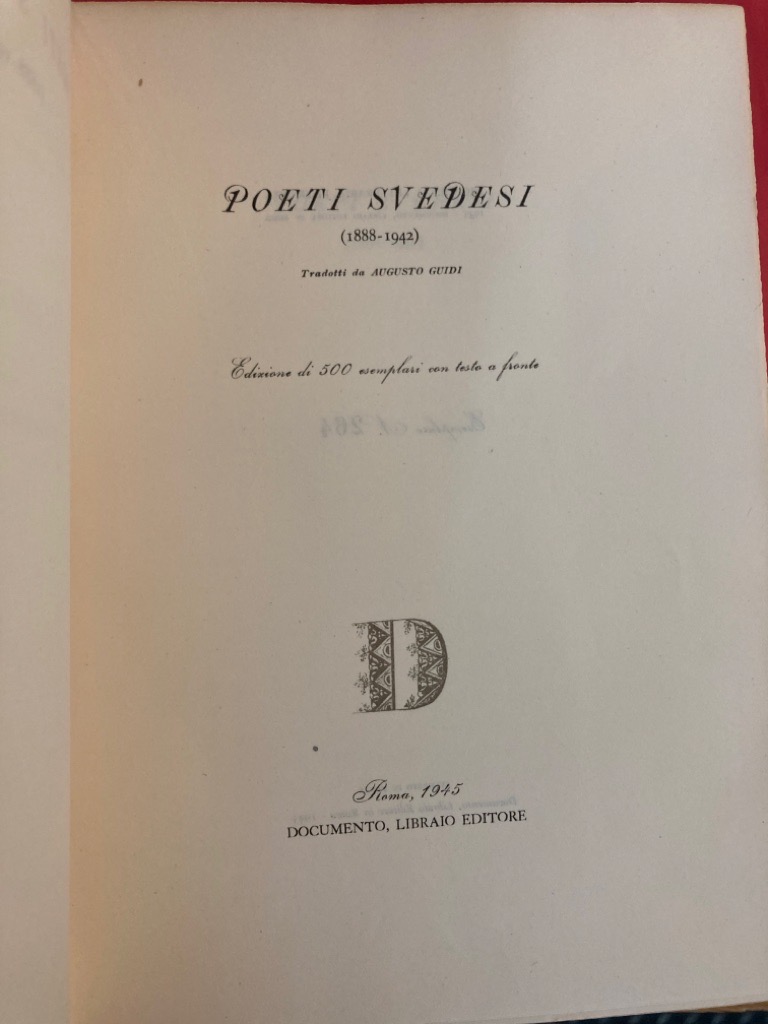 POETI SVEDESI
(1888-1942)
Tradotti da AUGUSTO GUIDI
Edizione di 500 esemplari con testo a fronte
D
Roma, 1945
DOCUMENTO, LIBRAIO EDITORE